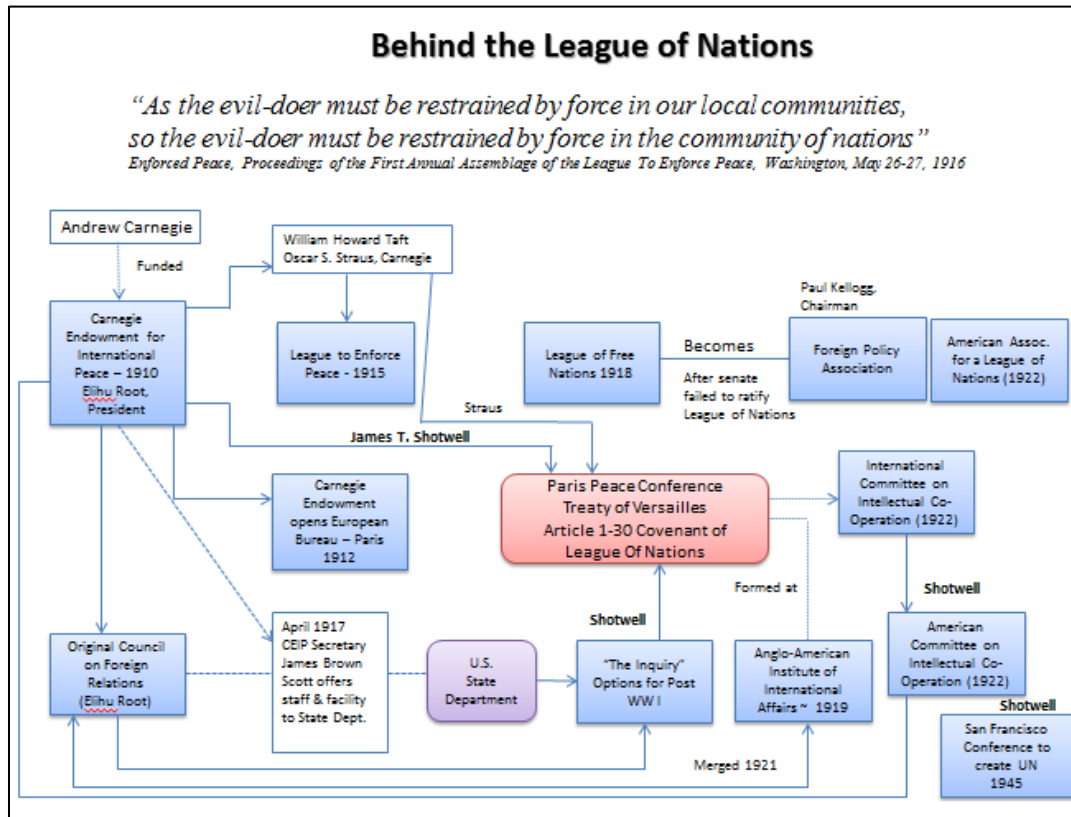 Behind the League of Nations
“As the evil-doer must be restrained by force in our local communities,
so the evil-doer must be restrained by force in the community of nations”
Enforced Peace, Proceedings of the First Annual Assemblage of the League To Enforce Peace, Washington, May 26-27, 1916
Andrew Carnegie
Funded
William Howard Taft
Oscar S. Straus, Carnegie
Carnegie
Endowment for
International
Peace – 1910
Elihu Root,
President
League to Enforce
Peace - 1915
League of Free
Nations 1918
Becomes
After senate
failed to ratify
League of Nations
Paul Kellogg,
Chairman
Foreign Policy
Association
American Assoc.
for a League of
Nations (1922)
Straus
James T. Shotwell
Carnegie
Endowment
opens European
Bureau – Paris
1912
Paris Peace Conference
Treaty of Versailles
Article 1-30 Covenant of
League Of Nations
International
Committee on
Intellectual Co-
Operation (1922)
Formed at
Shotwell
Shotwell
Original Council
on Foreign
Relations
(Elihu Root)
April 1917
CEIP Secretary
James Brown
Scott offers
staff & facility
to State Dept.
U.S.
State
Department
“The Inquiry”
Options for Post
WW I
Anglo-American
Institute of
International
Affairs ~ 1919
American
Committee on
Intellectual Co-
Operation (1922)
Shotwell
San Francisco
Conference to
create UN
1945
Merged 1921